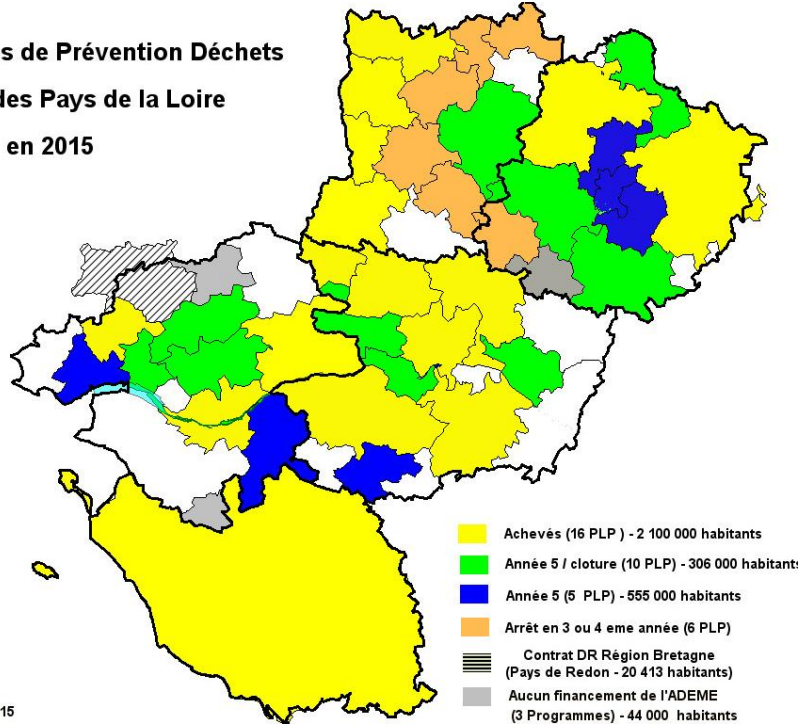 s de Prévention Déchets
des Pays de la Loire
en 2015
Achevés (16 PLP ) - 2 100 000 habitants
Année 5 / cloture (10 PLP) - 306 000 habitants
Année 5 (5 PLP) - 555 000 habitants
Arrêt en 3 ou 4 eme année (6 PLP)
Contrat DR Région Bretagne
(Pays de Redon - 20 413 habitants)
Aucun financement de l'ADEME
(3 Programmes) - 44 000 habitants
15